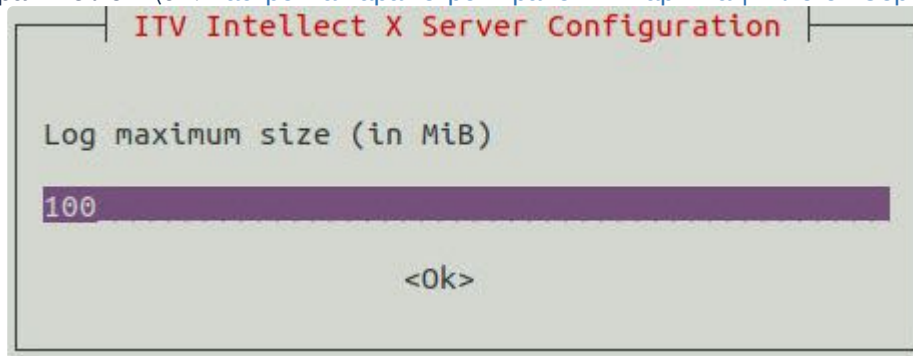 ITV Intellect X Server Configuration
Log maximum size (in MiB)
100
<Ok>